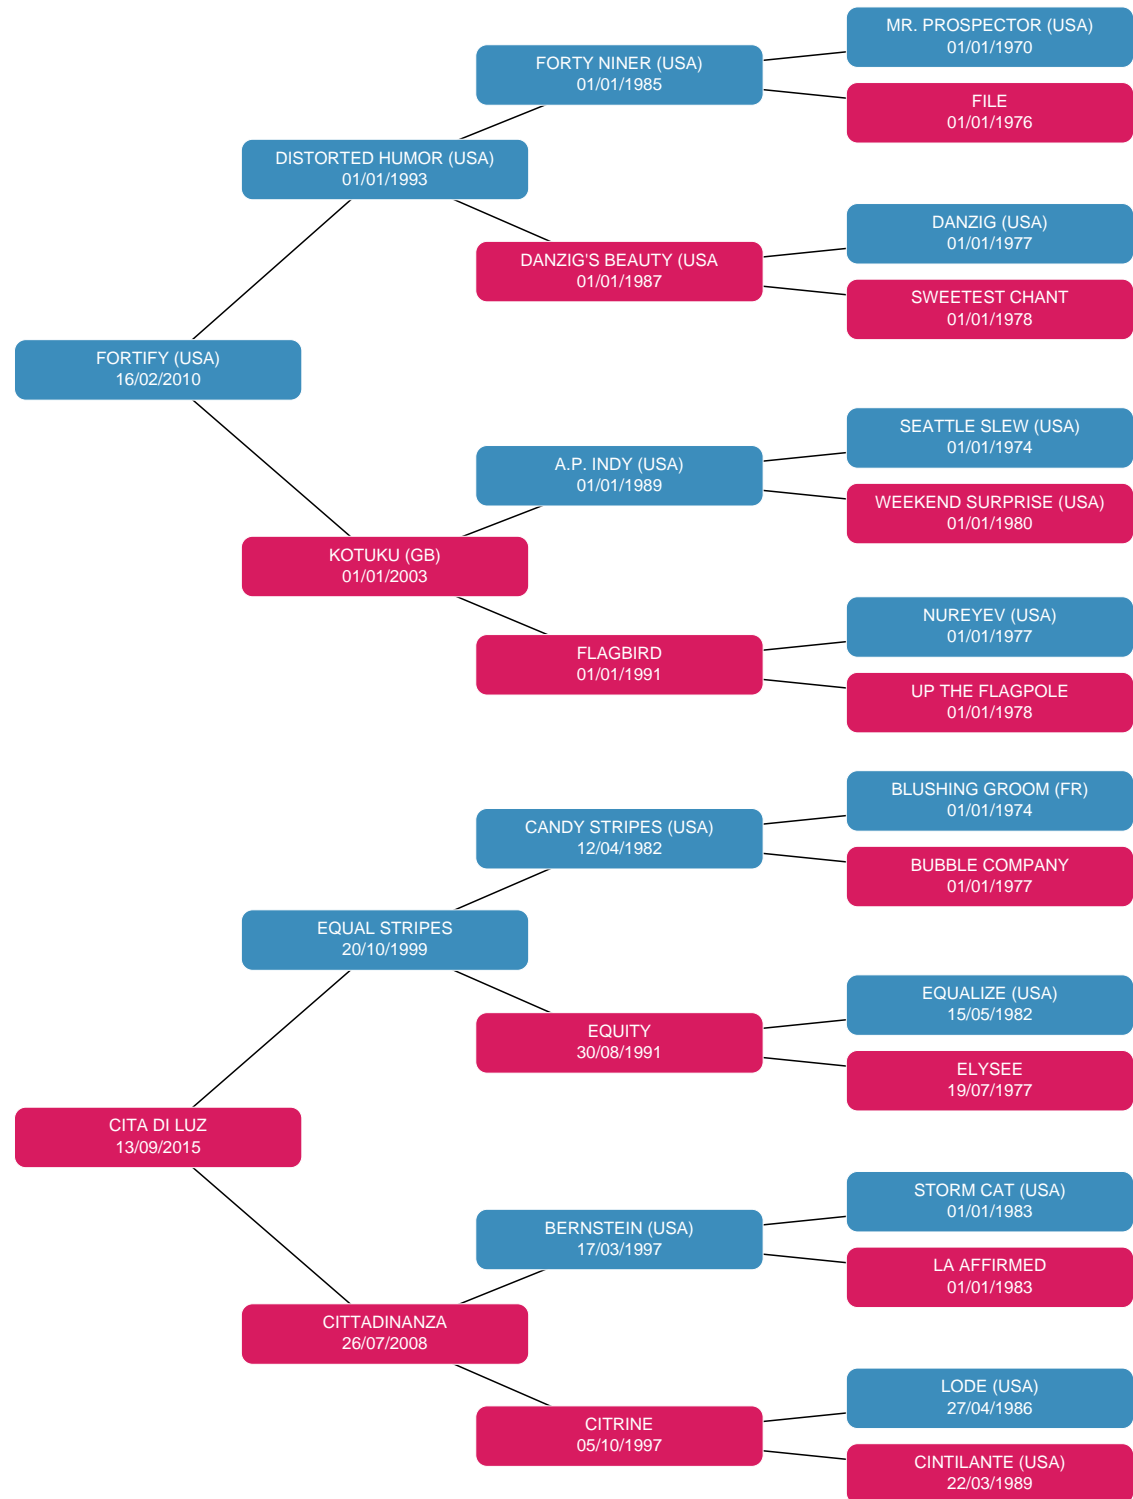 MR. PROSPECTOR (USA)
01/01/1970
FORTY NINER (USA)
01/01/1985
FILE
01/01/1976
DISTORTED HUMOR (USA)
01/01/1993
DANZIG (USA)
01/01/1977
DANZIG'S BEAUTY (USA
01/01/1987
SWEETEST CHANT
01/01/1978
FORTIFY (USA)
16/02/2010
SEATTLE SLEW (USA)
01/01/1974
A.P. INDY (USA)
01/01/1989
WEEKEND SURPRISE (USA)
01/01/1980
KOTUKU (GB)
01/01/2003
NUREYEV (USA)
01/01/1977
FLAGBIRD
01/01/1991
UP THE FLAGPOLE
01/01/1978
BLUSHING GROOM (FR)
01/01/1974
CANDY STRIPES (USA)
12/04/1982
BUBBLE COMPANY
01/01/1977
EQUAL STRIPES
20/10/1999
EQUALIZE (USA)
15/05/1982
EQUITY
30/08/1991
ELYSEE
19/07/1977
CITA DI LUZ
13/09/2015
STORM CAT (USA)
01/01/1983
BERNSTEIN (USA)
17/03/1997
LA AFFIRMED
01/01/1983
CITTADINANZA
26/07/2008
LODE (USA)
27/04/1986
CITRINE
05/10/1997
CINTILANTE (USA)
22/03/1989